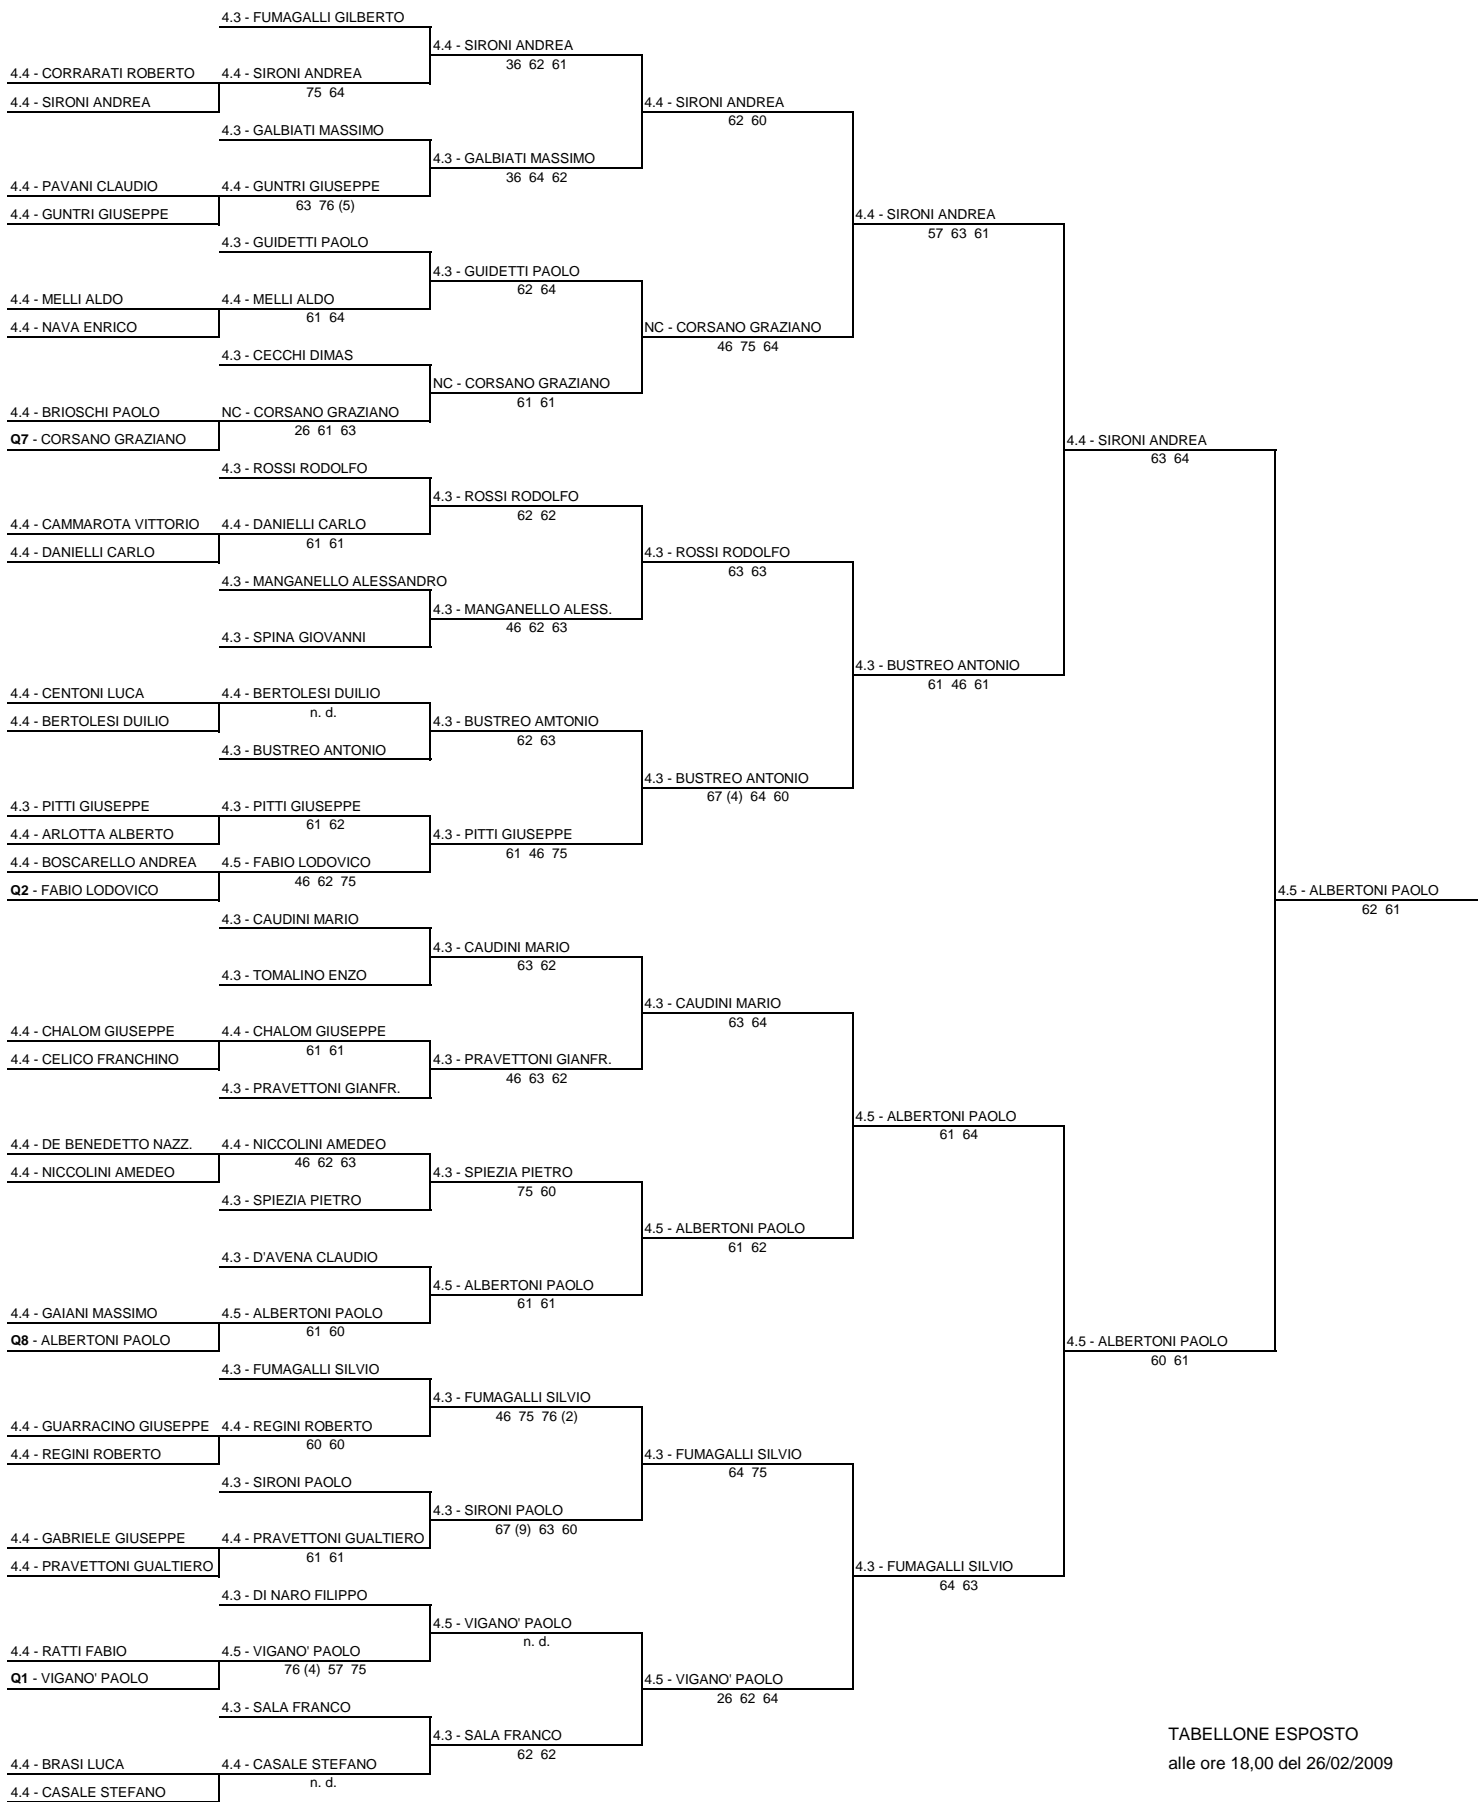 4.3 - FUMAGALLI GILBERTO
4.4 - SIRONI ANDREA
36 62 61
4.4 - CORRARATI ROBERTO 4.4 - SIRONI ANDREA
75 64
4.4 - SIRONI ANDREA 4.4 - SIRONI ANDREA
62 60
4.3 - GALBIATI MASSIMO
4.3 - GALBIATI MASSIMO
36 64 62
4.4 - PAVANI CLAUDIO 4.4 - GUNTRI GIUSEPPE
63 76 (5)
4.4 - GUNTRI GIUSEPPE 4.4 - SIRONI ANDREA
57 63 61
4.3 - GUIDETTI PAOLO
4.3 - GUIDETTI PAOLO
62 64
4.4 - MELLI ALDO 4.4 - MELLI ALDO
61 64
4.4 - NAVA ENRICO NC - CORSANO GRAZIANO
46 75 64
4.3 - CECCHI DIMAS
NC - CORSANO GRAZIANO
61 61
4.4 - BRIOSCHI PAOLO NC - CORSANO GRAZIANO
26 61 63
Q7 - CORSANO GRAZIANO 4.4 - SIRONI ANDREA
63 64
4.3 - ROSSI RODOLFO
4.3 - ROSSI RODOLFO
62 62
4.4 - CAMMAROTA VITTORIO 4.4 - DANIELLI CARLO
61 61
4.4 - DANIELLI CARLO 4.3 - ROSSI RODOLFO
63 63
4.3 - MANGANELLO ALESSANDRO
4.3 - MANGANELLO ALESS.
46 62 63
4.3 - SPINA GIOVANNI
4.3 - BUSTREO ANTONIO
61 46 61
4.4 - CENTONI LUCA 4.4 - BERTOLESI DUILIO
n. d.
4.4 - BERTOLESI DUILIO 4.3 - BUSTREO AMTONIO
62 63
4.3 - BUSTREO ANTONIO
4.3 - BUSTREO ANTONIO
67 (4) 64 60
4.3 - PITTI GIUSEPPE 4.3 - PITTI GIUSEPPE
61 62
4.4 - ARLOTTA ALBERTO 4.3 - PITTI GIUSEPPE
61 46 75
4.4 - BOSCARELLO ANDREA 4.5 - FABIO LODOVICO
46 62 75
Q2 - FABIO LODOVICO 4.5 - ALBERTONI PAOLO
62 61
4.3 - CAUDINI MARIO
4.3 - CAUDINI MARIO
63 62
4.3 - TOMALINO ENZO
4.3 - CAUDINI MARIO
63 64
4.4 - CHALOM GIUSEPPE 4.4 - CHALOM GIUSEPPE
61 61
4.4 - CELICO FRANCHINO 4.3 - PRAVETTONI GIANFR.
46 63 62
4.3 - PRAVETTONI GIANFR.
4.5 - ALBERTONI PAOLO
61 64
4.4 - DE BENEDETTO NAZZ. 4.4 - NICCOLINI AMEDEO
46 62 63
4.4 - NICCOLINI AMEDEO 4.3 - SPIEZIA PIETRO
75 60
4.3 - SPIEZIA PIETRO
4.5 - ALBERTONI PAOLO
61 62
4.3 - D'AVENA CLAUDIO
4.5 - ALBERTONI PAOLO
61 61
4.4 - GAIANI MASSIMO 4.5 - ALBERTONI PAOLO
61 60
Q8 - ALBERTONI PAOLO 4.5 - ALBERTONI PAOLO
60 61
4.3 - FUMAGALLI SILVIO
4.3 - FUMAGALLI SILVIO
46 75 76 (2)
4.4 - GUARRACINO GIUSEPPE 4.4 - REGINI ROBERTO
60 60
4.4 - REGINI ROBERTO 4.3 - FUMAGALLI SILVIO
64 75
4.3 - SIRONI PAOLO
4.3 - SIRONI PAOLO
67 (9) 63 60
4.4 - GABRIELE GIUSEPPE 4.4 - PRAVETTONI GUALTIERO
61 61
4.4 - PRAVETTONI GUALTIERO 4.3 - FUMAGALLI SILVIO
64 63
4.3 - DI NARO FILIPPO
4.5 - VIGANO' PAOLO
n. d.
4.4 - RATTI FABIO 4.5 - VIGANO' PAOLO
76 (4) 57 75
Q1 - VIGANO' PAOLO 4.5 - VIGANO' PAOLO
26 62 64
4.3 - SALA FRANCO
4.3 - SALA FRANCO
62 62
4.4 - BRASI LUCA 4.4 - CASALE STEFANO
n. d.
4.4 - CASALE STEFANO
TABELLONE ESPOSTO
alle ore 18,00 del 26/02/2009